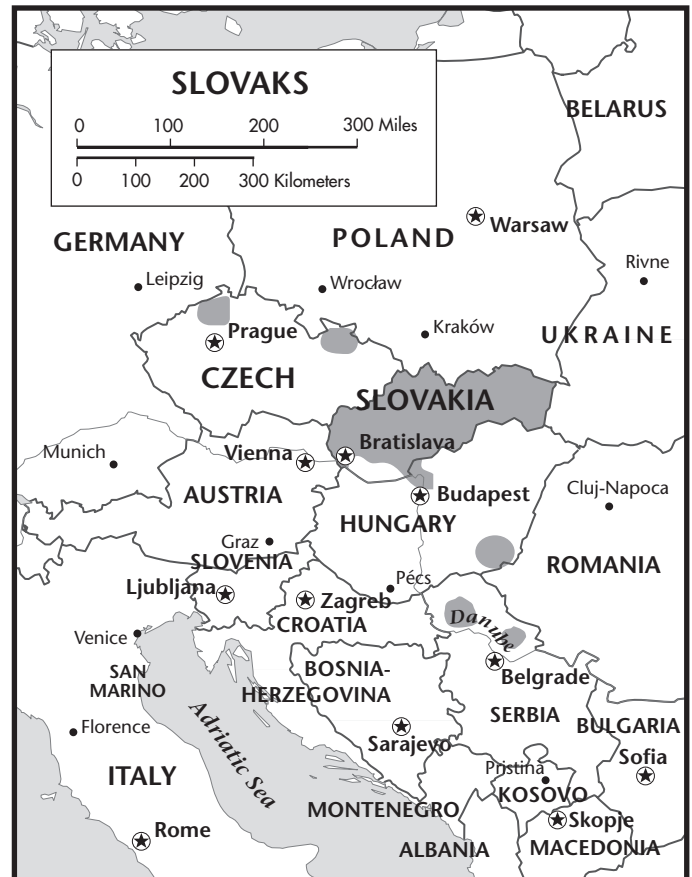 SLOVAKS
0 100 200 300 Miles
0 100 200 300 Kilometers
BELARUS
Warsaw
GERMANY
POLAND
Rivne
Leipzig
Wrocław
Kraków
Prague
UKRAINE
CZECH
SLOVAKIA
Bratislava
Munich
Vienna
Cluj-Napoca
AUSTRIA
Budapest
HUNGARY
Graz
SLOVENIA
ROMANIA
Pécs
Ljubljana
Zagreb
Danube
CROATIA
Venice
SAN
MARINO
BOSNIA-
HERZEGOVINA
Belgrade
Adriatic Sea
SERBIA
BULGARIA
Florence
Sarajevo
Sofia
Pristina
ITALY
KOSOVO
MONTENEGRO
Skopje
Rome
ALBANIA
MACEDONIA